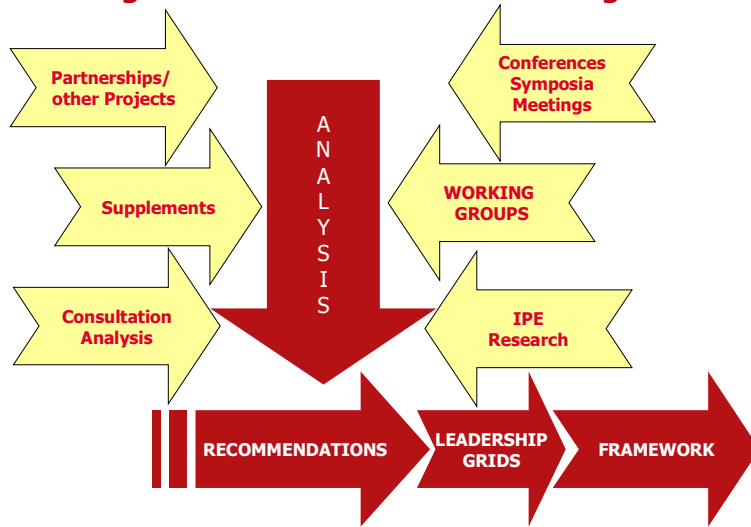 Partnerships/
other Projects
Conferences
Symposia
Meetings
A
N
A
L
Y
S
I
S
Supplements
WORKING
GROUPS
Consultation
Analysis
IPE
Research
RECOMMENDATIONS
LEADERSHIP
GRIDS
FRAMEWORK